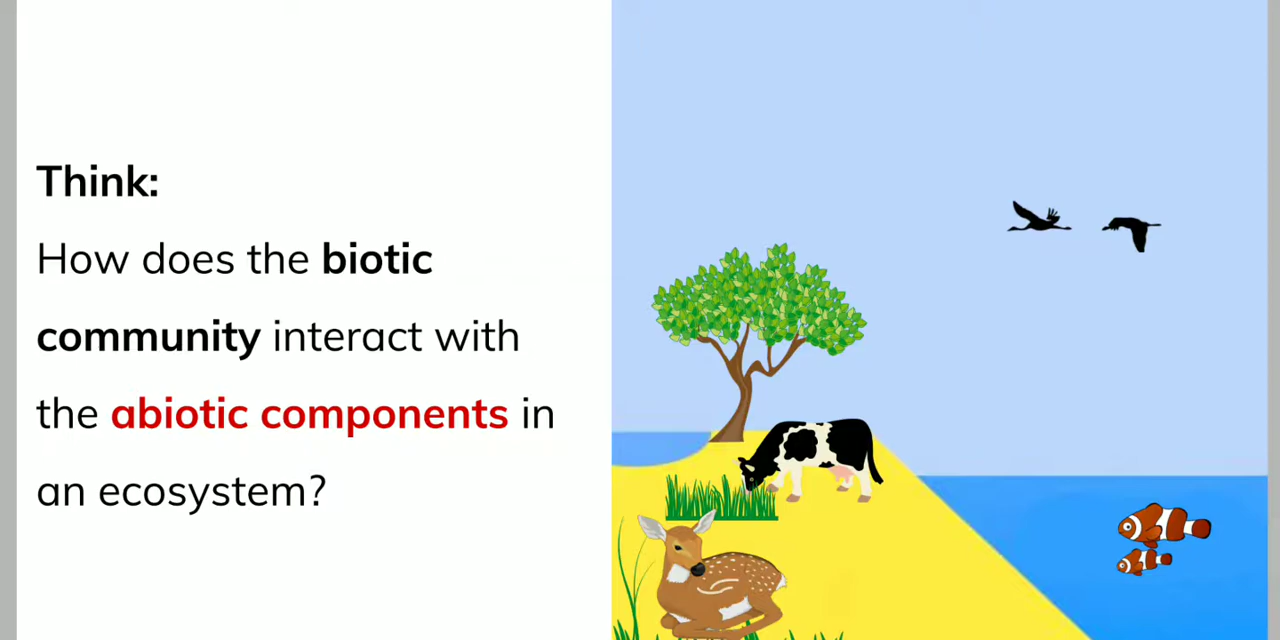 Think:
How does the biotic
community interact with
the abiotic components in
an ecosystem?